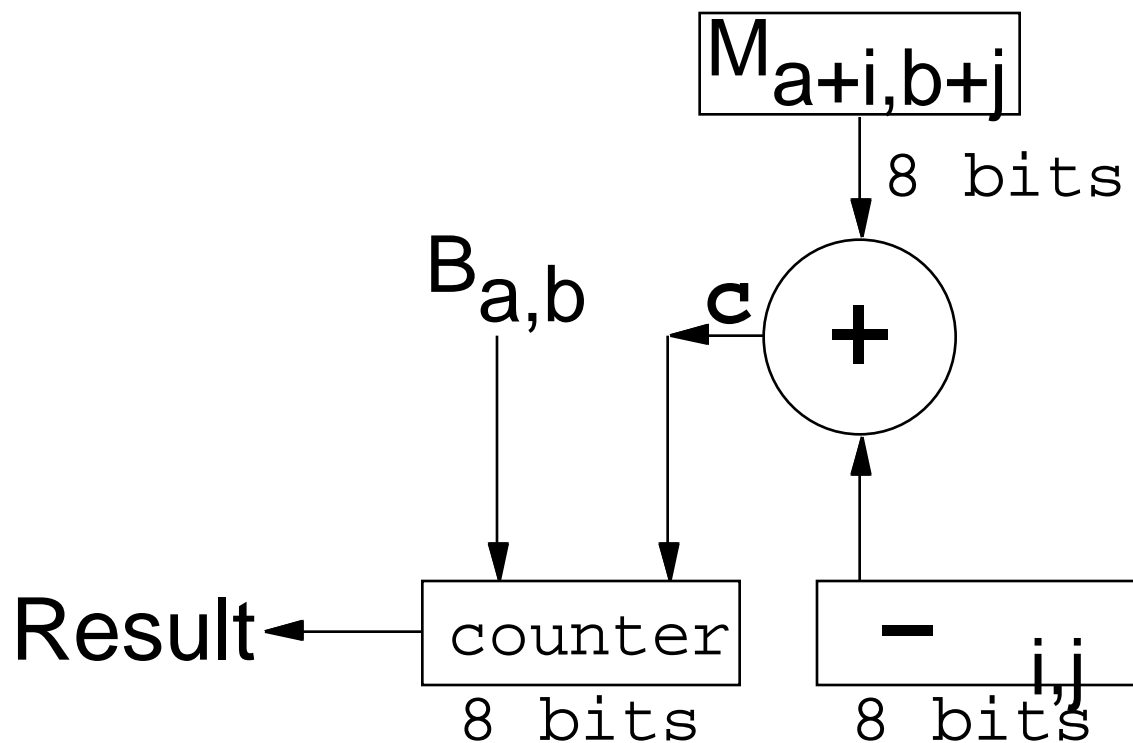 M a+i,b+j
8 bits
B a,b
c
+
Result
counter
− i,j
8 bits
8 bits